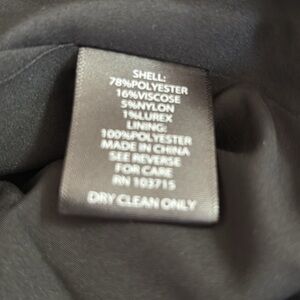 SHELL:
78%POLYESTER
16%VISCOSE
5%NYLON
1%LUREX
LINING:
100%POLYESTER
MADE IN CHINA
SEE REVERSE
FOR CARE
RN 103715
DRY CLEAN ONLY